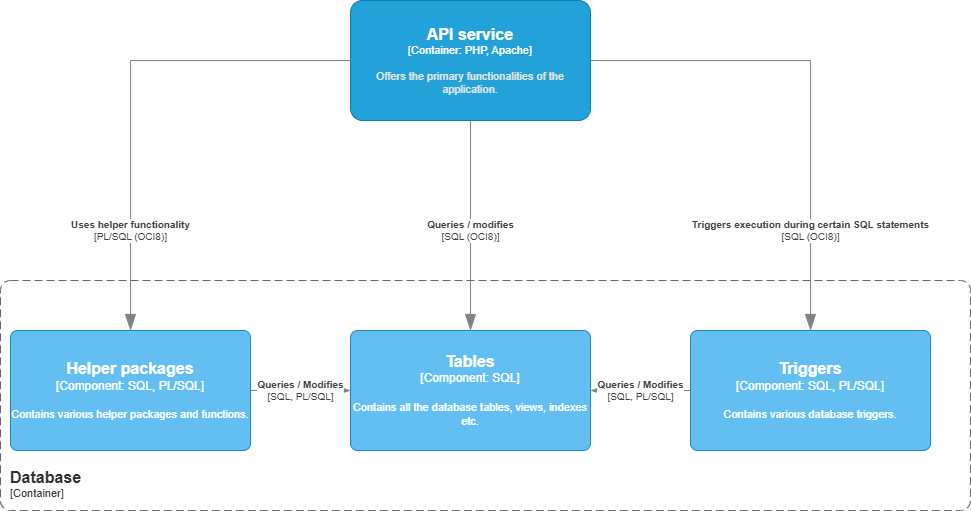 API service
[Container: PHP, Apache]
Offers the primary functionalities of the
application.
Uses helper functionality
[PL/SQL (OCI8)]
Queries / modifies
[SQL (OCI8)]
Triggers execution during certain SQL statements
[SQL (OCI8)]
Helper packages
[Component: SQL, PL/SQL]
Contains various helper packages and functions.
Queries / Modifies
[SQL, PL/SQL]
Tables
[Component: SQL]
Contains all the database tables, views, indexes
etc.
Queries / Modifies
[SQL, PL/SQL]
Triggers
[Component: SQL, PL/SQL]
Contains various database triggers.
Database
[Container]